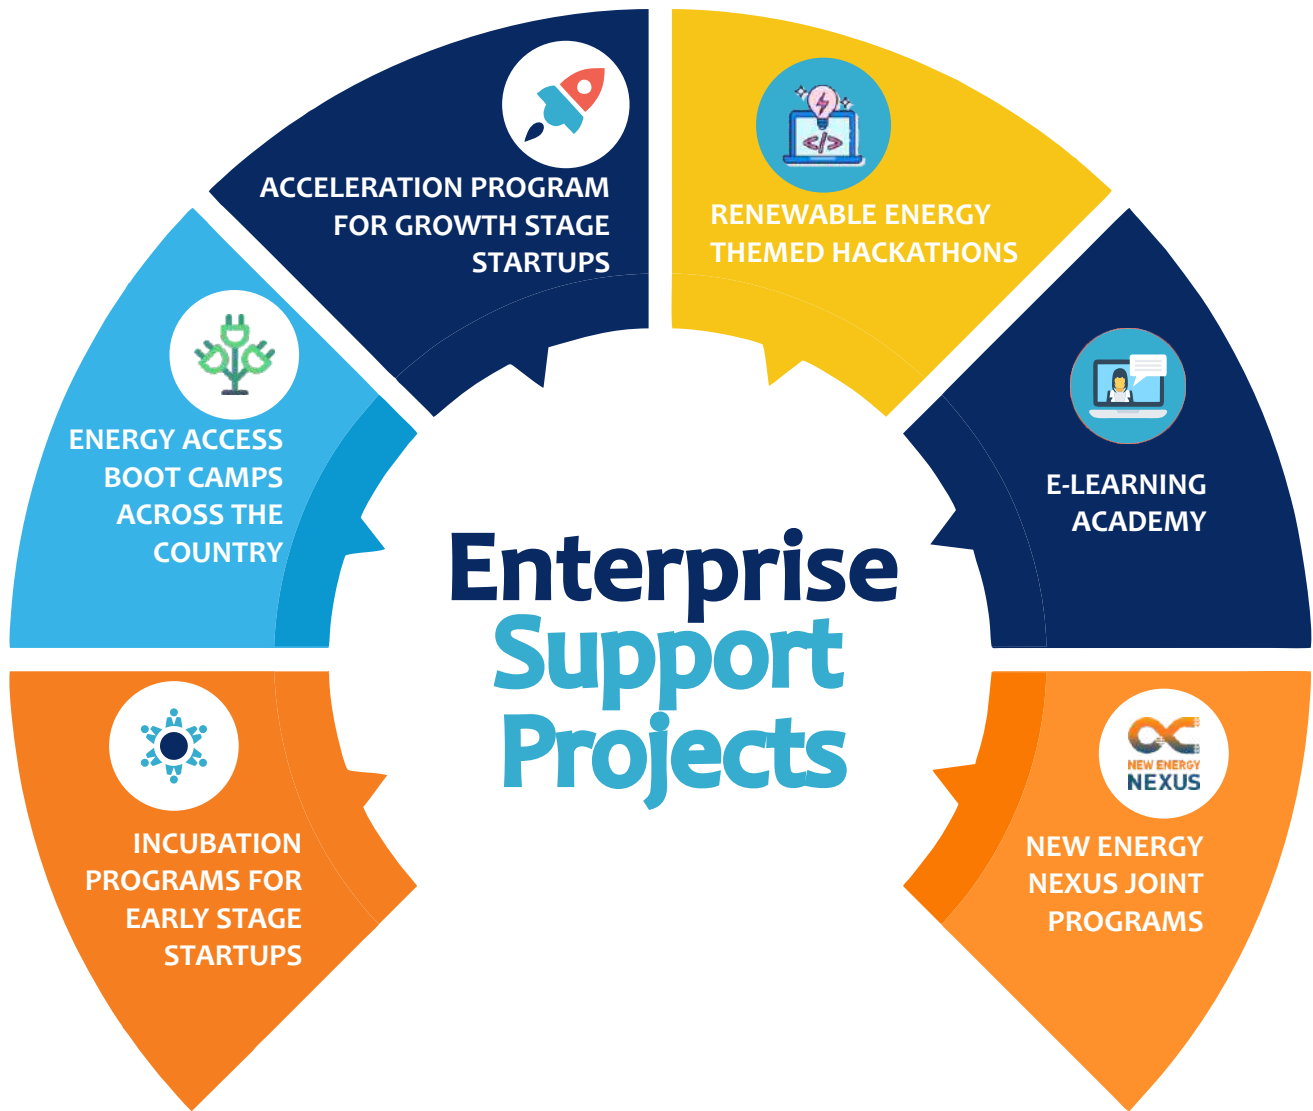 ACCELERATION PROGRAM
FOR GROWTH STAGE
STARTUPS
RENEWABLE ENERGY
THEMED HACKATHONS
ENERGY ACCESS
BOOT CAMPS
ACROSS THE
COUNTRY
E-LEARNING
ACADEMY
Enterprise
Support
Projects
INCUBATION
PROGRAMS FOR
EARLY STAGE
STARTUPS
NEW ENERGY
NEXUS
NEW ENERGY
NEXUS JOINT
PROGRAMS